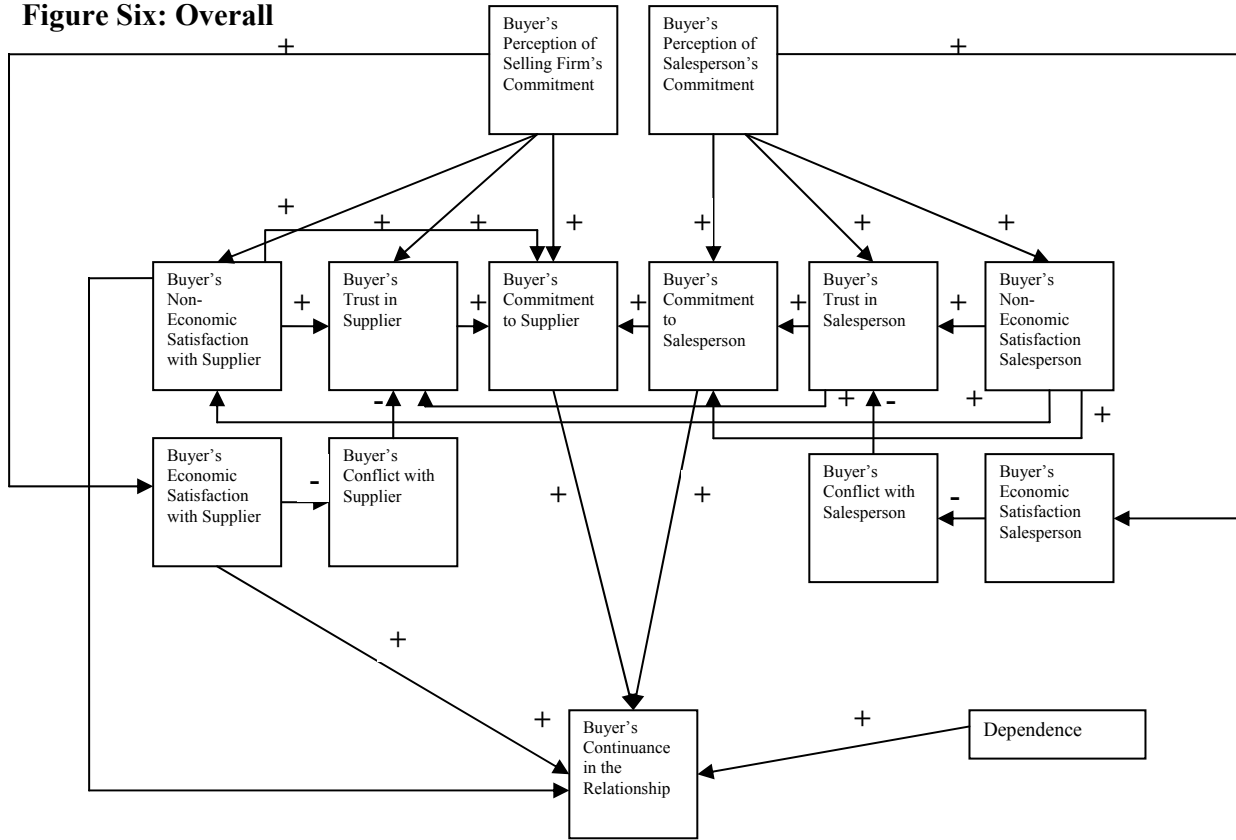 Figure Six: Overall
Buyer’s
Perception of
Selling Firm’s
Commitment
Buyer’s
Perception of
Salesperson’s
Commitment
+
+
+
+
+
+
+
+
+
Buyer’s
Non-
Economic
Satisfaction
with Supplier
+
Buyer’s
Trust in
Supplier
+
Buyer’s
Commitment
to Supplier
+
Buyer’s
Commitment
to
Salesperson
+
Buyer’s
Trust in
Salesperson
+
Buyer’s
Non-
Economic
Satisfaction
Salesperson
-
+
-
+
+
Buyer’s
Economic
Satisfaction
with Supplier
-
Buyer’s
Conflict with
Supplier
+
+
Buyer’s
Conflict with
Salesperson
-
Buyer’s
Economic
Satisfaction
Salesperson
+
+
Buyer’s
Continuance
in the
Relationship
+
Dependence